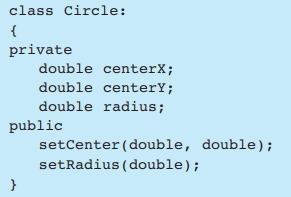 class Circle:
{
private
double centerX;
double centerY;
double radius;
public
setCenter(double, double);
setRadius(double);
}